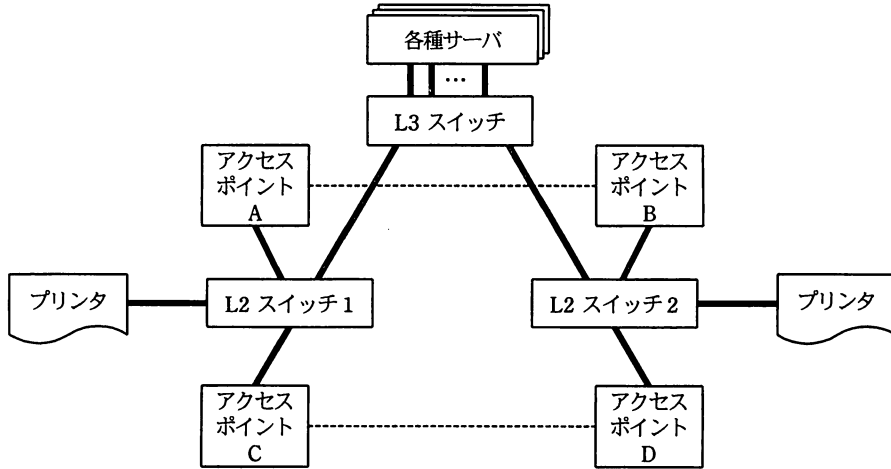 各種サーバ
…
L3 スイッチ
アクセス
ポイント
A
アクセス
ポイント
B
プリンタ
L2 スイッチ 1
L2 スイッチ 2
プリンタ
アクセス
ポイント
C
アクセス
ポイント
D